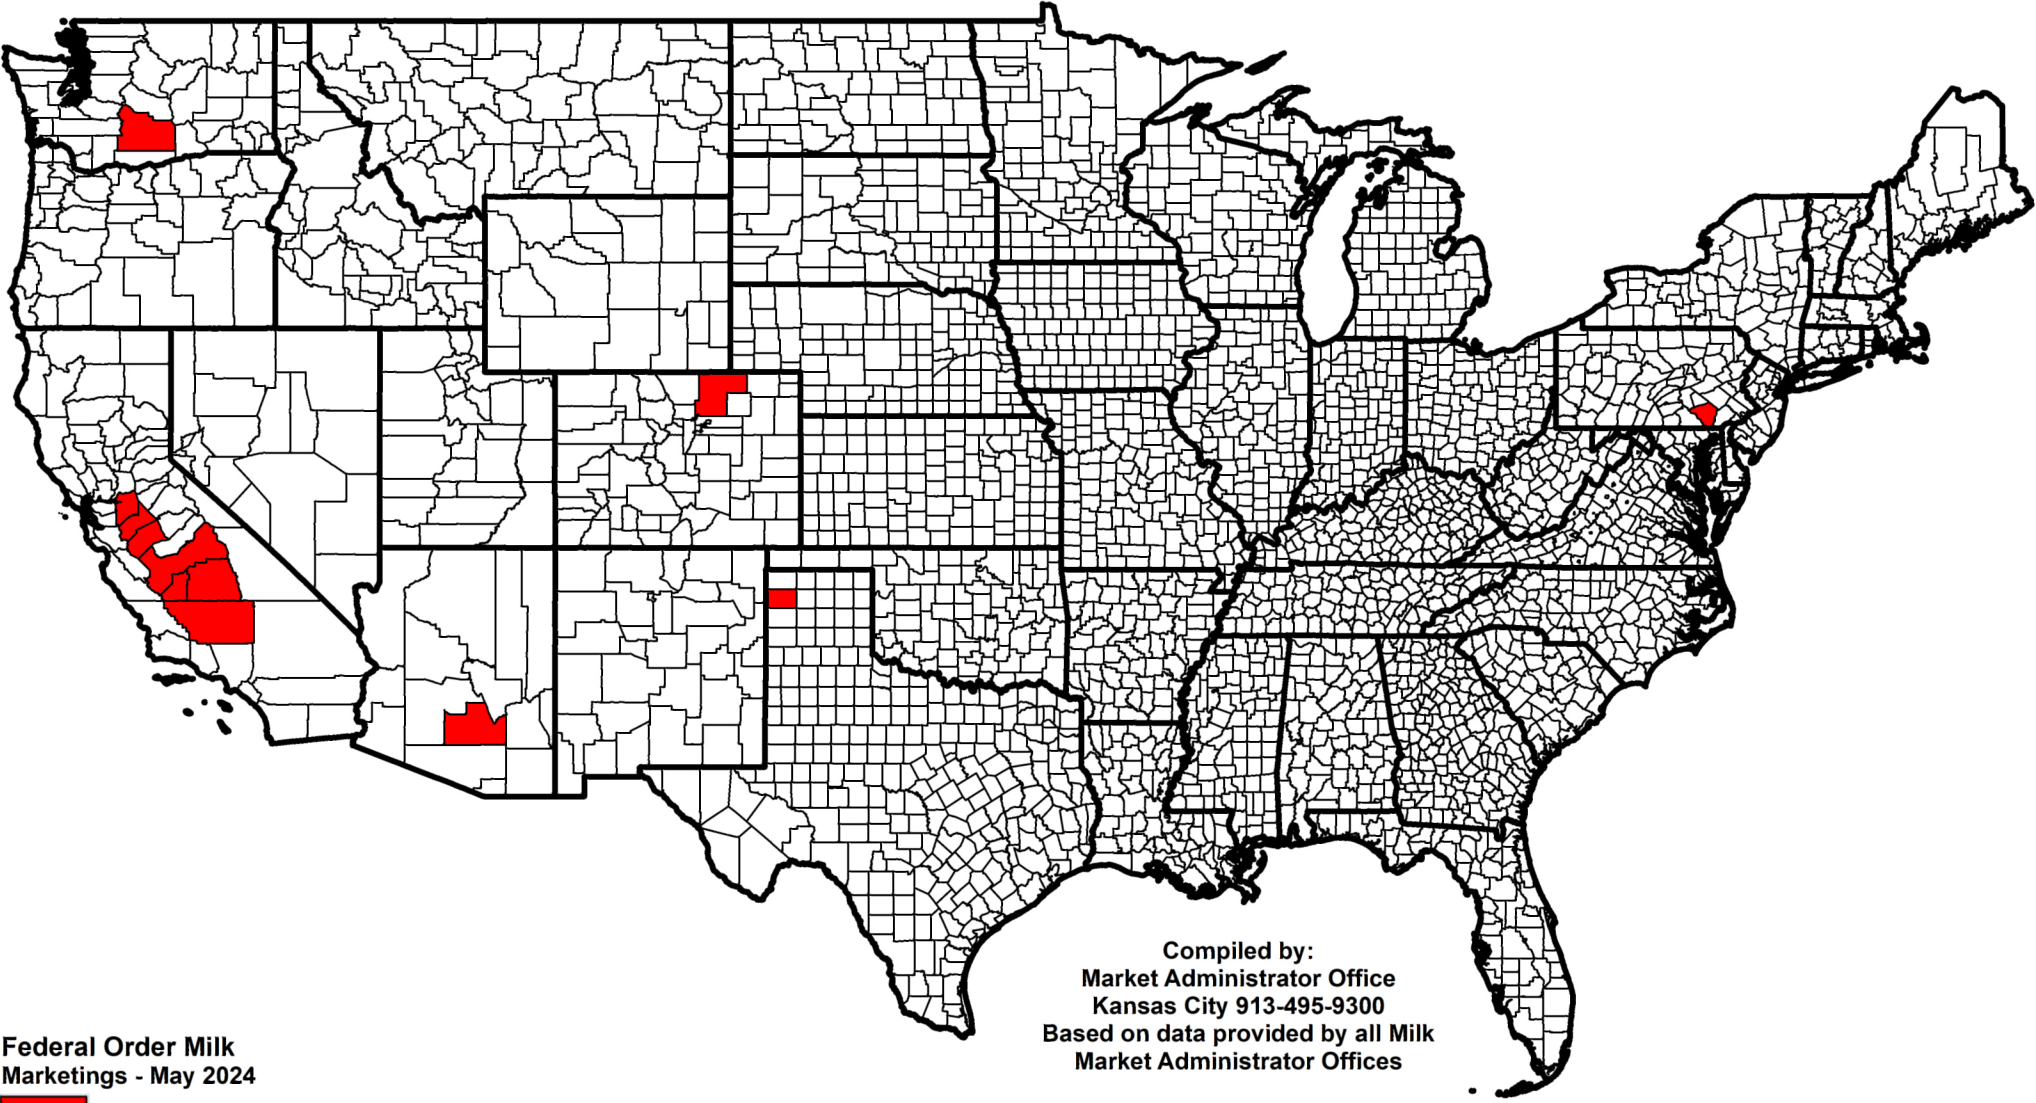 Compiled by:
Market Administrator Office
Kansas City 913-495-9300
Based on data provided by all Milk
Market Administrator Offices
Federal Order Milk
Marketings - May 2024